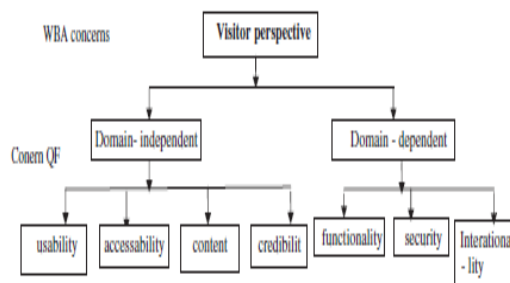 WBA concerns
Visitor perspective
Domain- independent
Domain - dependent
Conern QF
usability
accessability
content
credibilit
functionality
security
Interationa
- lity